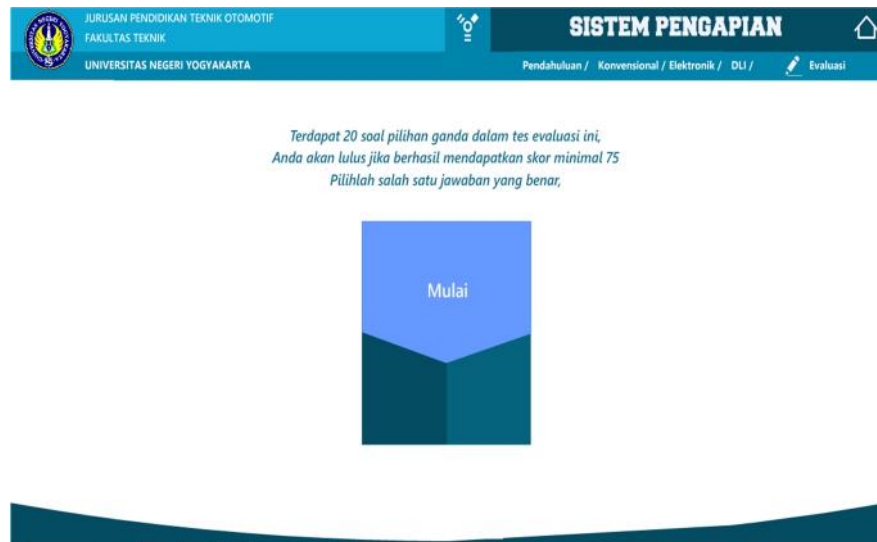 JURUSAN PENDIDIKAN TEKNIK OTOMOTIF
FAKULTAS TEKNIK
UNIVERSITAS NEGERI YOGYAKARTA
SISTEM PENGAPIAN
Pendahuluan / Konvensional / Elektronik / DLI / Evaluasi
Terdapat 20 soal pilihan ganda dalam tes evaluasi ini,
Anda akan lulus jika berhasil mendapatkan skor minimal 75
Pilihlah salah satu jawaban yang benar,
Mulai